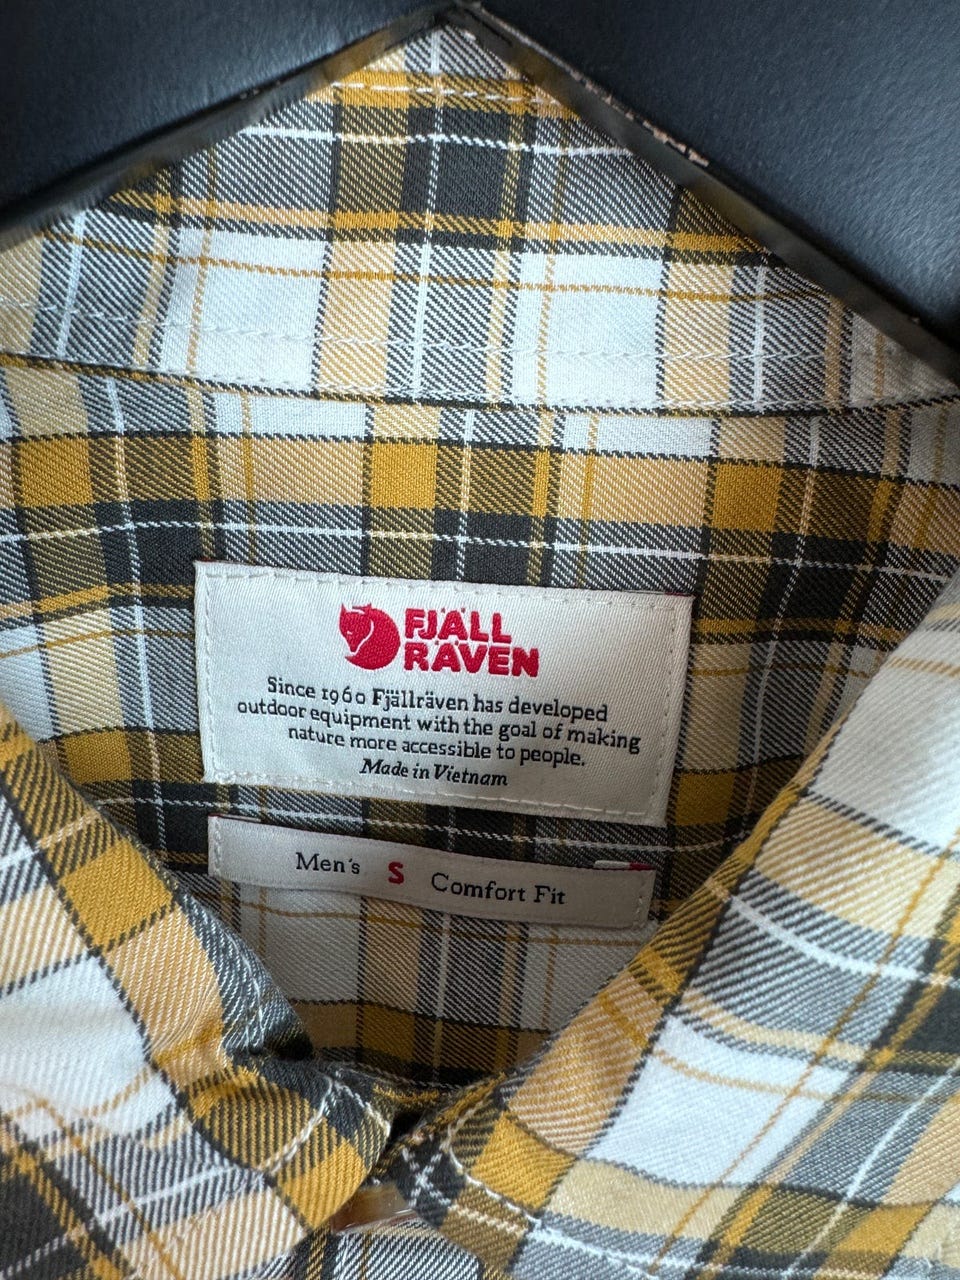 FJÄLL
RÄVEN
Since 1960 Fjällräven has developed
outdoor equipment with the goal of making
nature more accessible to people.
Made in Vietnam
Men's S Comfort Fit